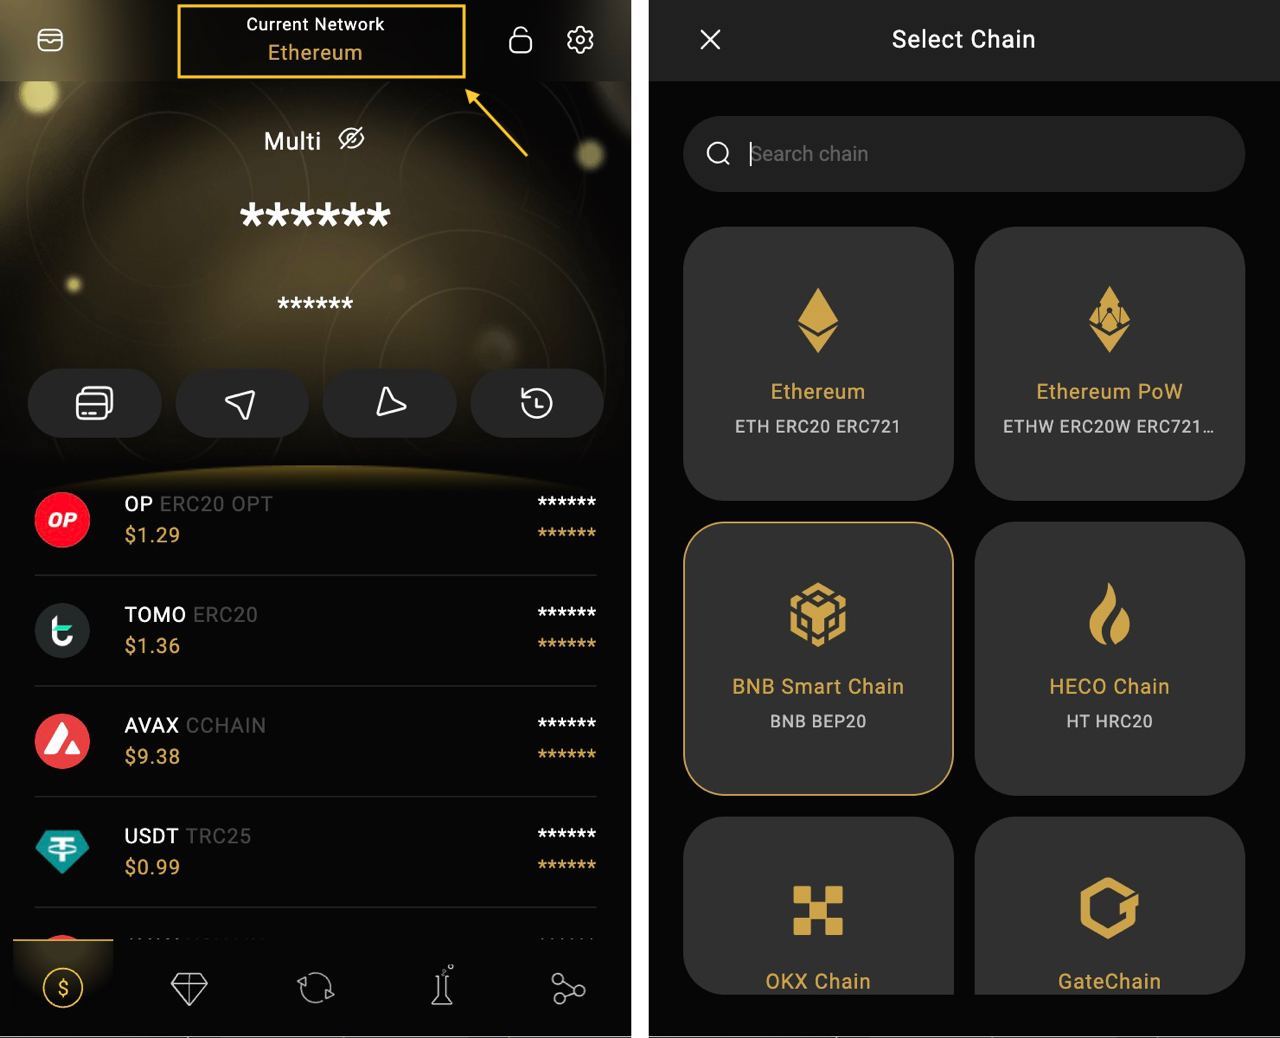 Current Network
Ethereum
Multi
******
******
OP ERC20 OPT
******
$1.29
******
TOMO ERC20
******
$1.36
******
AVAX CCHAIN
******
$9.38
******
USDT TRC25
******
$0.99
******
Select Chain
Search chain
Ethereum
ETH ERC20 ERC721
Ethereum PoW
ETHW ERC20W ERC721...
BNB Smart Chain
BNB BEP20
HECO Chain
HT HRC20
OKX Chain
GateChain